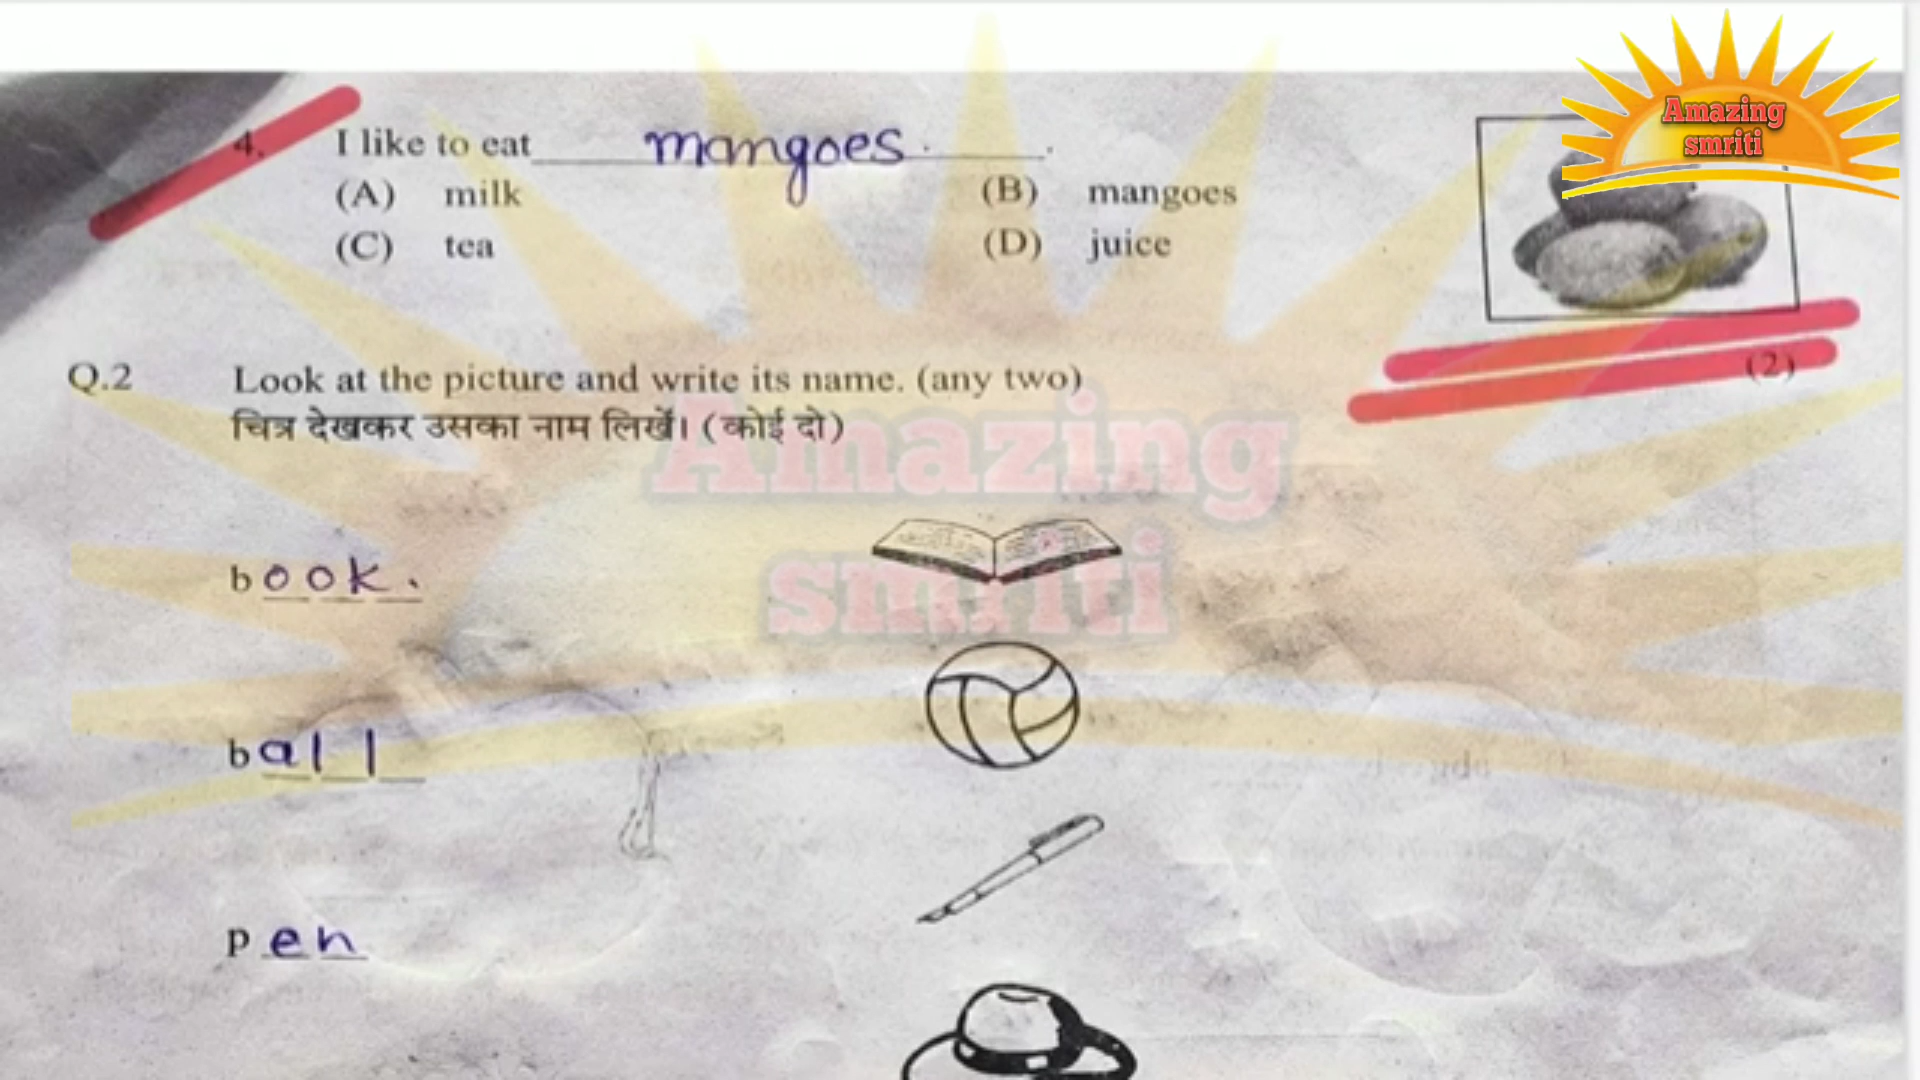 Amazing
smriti
4. I like to eat mangoes.
(A) milk (B) mangoes
(C) tea (D) juice
(2)
Q.2 Look at the picture and write its name. (any two)
चित्र देखकर उसका नाम लिखें। (कोई दो)
Amazing
smriti
book.
ball
pen